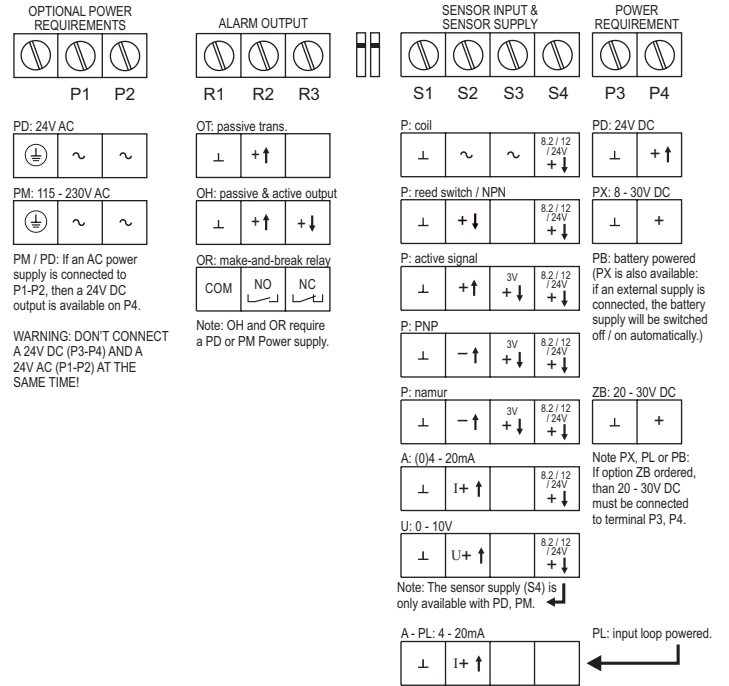 OPTIONAL POWER
REQUIREMENTS
P1 P2
PD: 24V AC
~ ~
PM: 115 - 230V AC
~ ~
PM / PD: If an AC power
supply is connected to
P1-P2, then a 24V DC
output is available on P4.
WARNING: DON'T CONNECT
A 24V DC (P3-P4) AND A
24V AC (P1-P2) AT THE
SAME TIME!
ALARM OUTPUT
R1 R2 R3
OT: passive trans.
⊥ +↑
OH: passive & active output
⊥ +↑ +↓
OR: make-and-break relay
COM NO NC
Note: OH and OR require
a PD or PM Power supply.
SENSOR INPUT &
SENSOR SUPPLY
S1 S2 S3 S4
P: coil
8.2 / 12
/ 24V
⊥ ~ ~ +↓
P: reed switch / NPN
8.2 / 12
/ 24V
⊥ +↓ +↓
P: active signal
3V 8.2 / 12
/ 24V
⊥ +↑ +↓ +↓
P: PNP
3V 8.2 / 12
/ 24V
⊥ −↑ +↓ +↓
P: namur
3V 8.2 / 12
/ 24V
⊥ −↑ +↓ +↓
A: (0)4 - 20mA
8.2 / 12
/ 24V
⊥ I+ ↑ +↓
U: 0 - 10V
8.2 / 12
/ 24V
⊥ U+ ↑ +↓
Note: The sensor supply (S4) is
only available with PD, PM.
A - PL: 4 - 20mA
⊥ I+ ↑
POWER
REQUIREMENT
P3 P4
PD: 24V DC
⊥ +↑
PX: 8 - 30V DC
⊥ +
PB: battery powered
(PX is also available:
if an external supply is
connected, the battery
supply will be switched
off / on automatically.)
ZB: 20 - 30V DC
⊥ +
Note PX, PL or PB:
If option ZB ordered,
than 20 - 30V DC
must be connected
to terminal P3, P4.
PL: input loop powered.